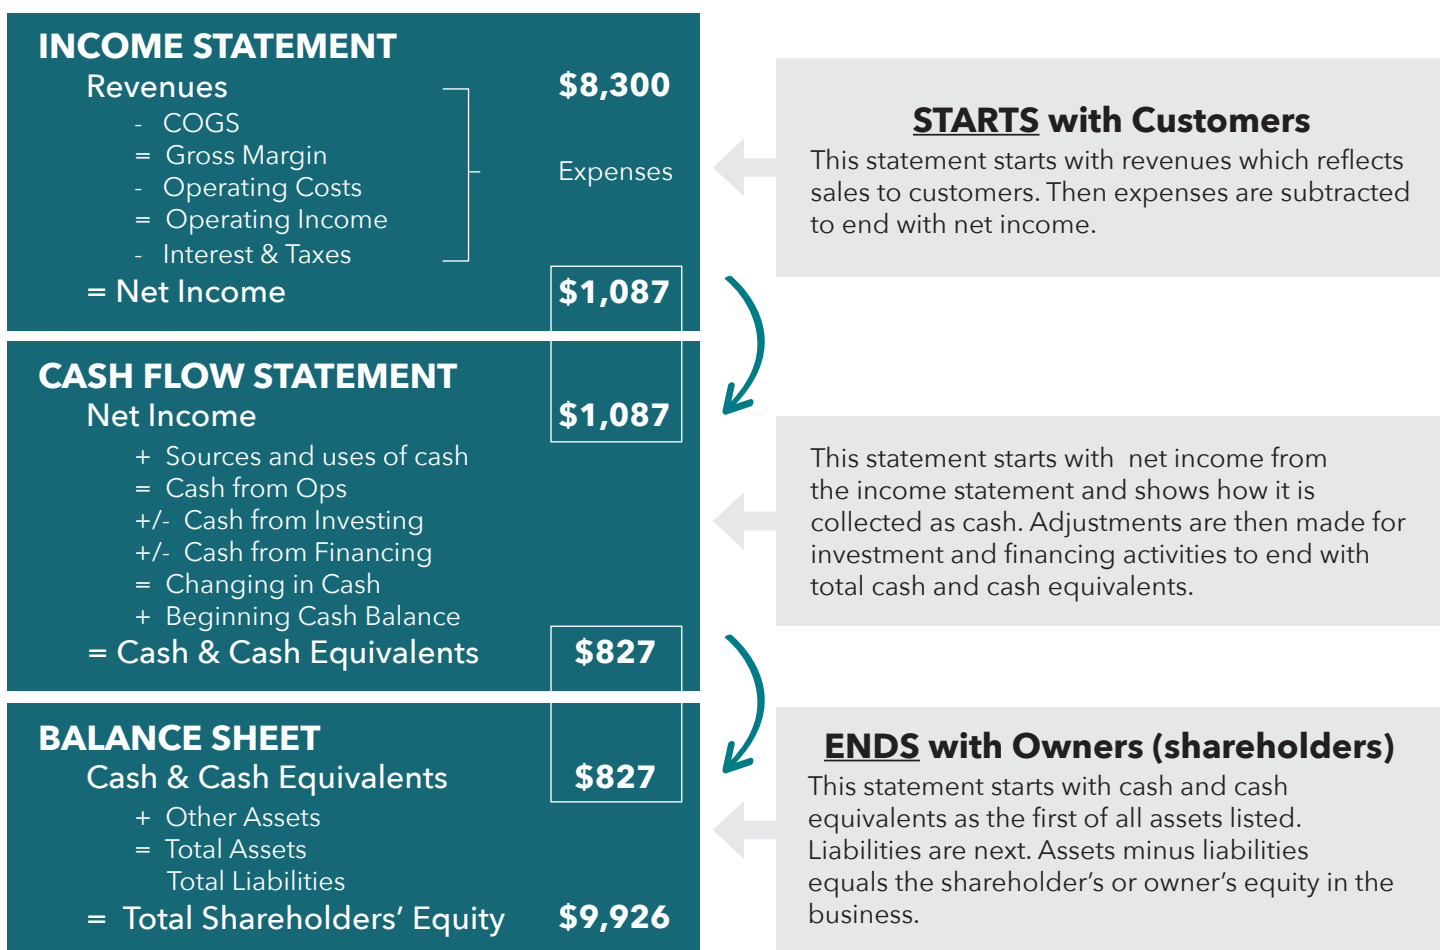 INCOME STATEMENT
Revenues $8,300
- COGS
= Gross Margin
- Operating Costs
= Operating Income
- Interest & Taxes
Expenses
= Net Income $1,087
STARTS with Customers
This statement starts with revenues which reflects
sales to customers. Then expenses are subtracted
to end with net income.
CASH FLOW STATEMENT
Net Income $1,087
+ Sources and uses of cash
= Cash from Ops
+/- Cash from Investing
+/- Cash from Financing
= Changing in Cash
+ Beginning Cash Balance
= Cash & Cash Equivalents $827
This statement starts with net income from
the income statement and shows how it is
collected as cash. Adjustments are then made for
investment and financing activities to end with
total cash and cash equivalents.
BALANCE SHEET
Cash & Cash Equivalents $827
+ Other Assets
= Total Assets
Total Liabilities
= Total Shareholders’ Equity $9,926
ENDS with Owners (shareholders)
This statement starts with cash and cash
equivalents as the first of all assets listed.
Liabilities are next. Assets minus liabilities
equals the shareholder’s or owner’s equity in the
business.